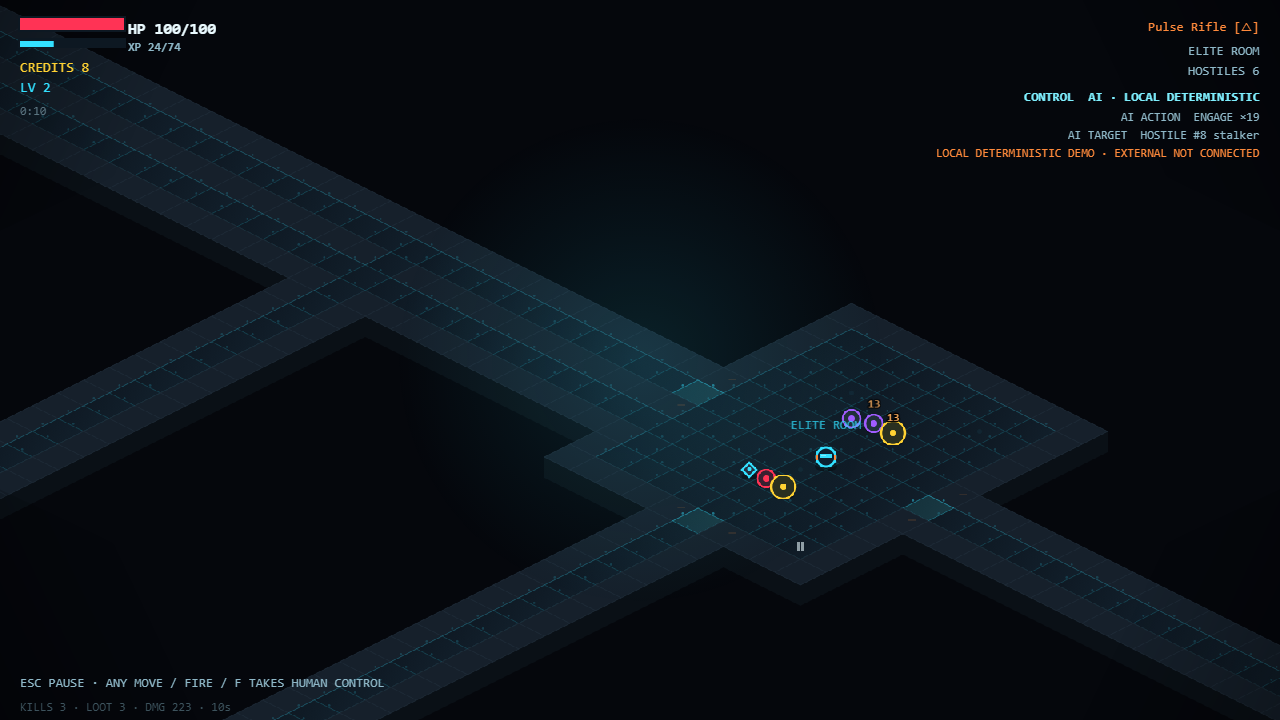 HP 100/100
XP 24/74
CREDITS 8
LV 2
0:10
Pulse Rifle [△]
ELITE ROOM
HOSTILES 6
CONTROL AI · LOCAL DETERMINISTIC
AI ACTION ENGAGE ×19
AI TARGET HOSTILE #8 stalker
LOCAL DETERMINISTIC DEMO · EXTERNAL NOT CONNECTED
13
13
ELITE ROOM
ESC PAUSE · ANY MOVE / FIRE / F TAKES HUMAN CONTROL
KILLS 3 · LOOT 3 · DMG 223 · 10s